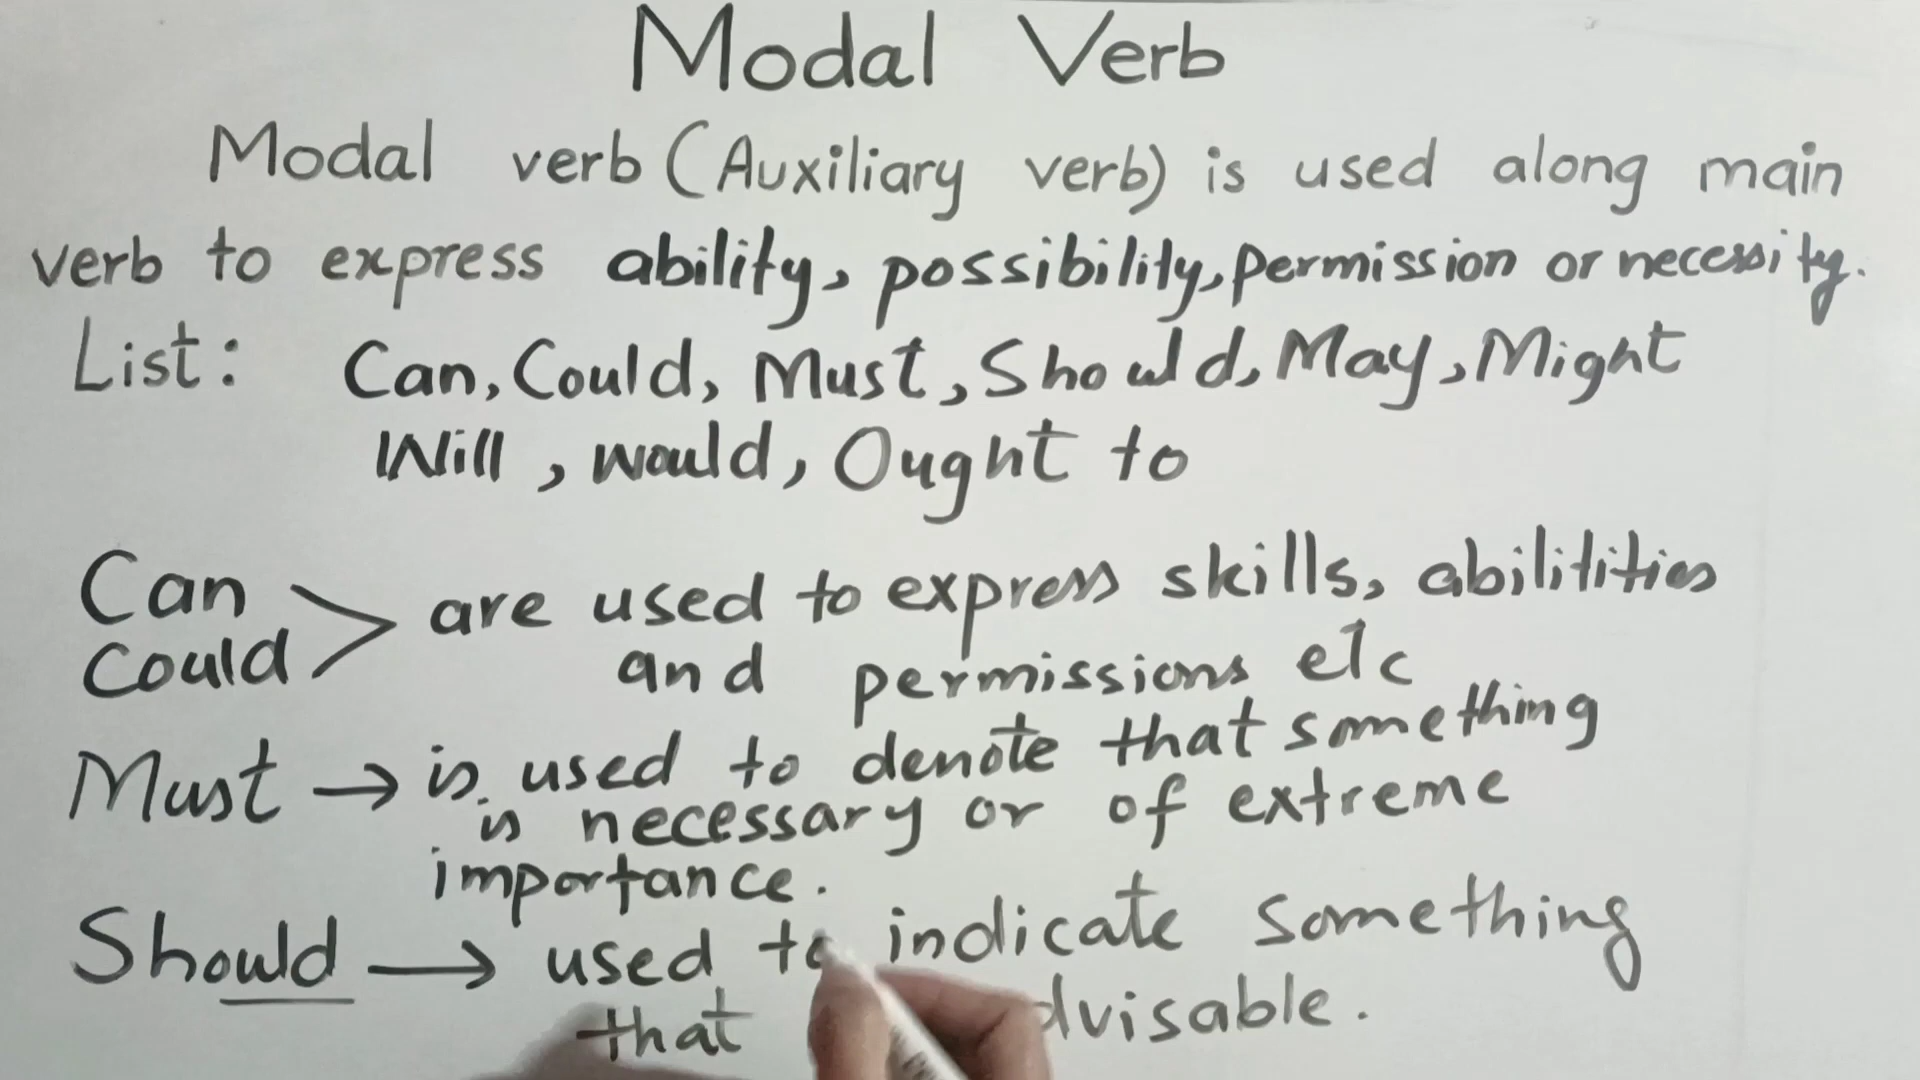 Modal Verb
Modal verb (Auxiliary verb) is used along main
verb to express ability, possibility, permission or necessity.
List: Can, Could, Must, Should, May, Might
Will, would, Ought to
Can
Could > are used to express skills, abilitities
and permissions etc
Must → is used to denote that something
is necessary or of extreme
importance.
Should → used to indicate something
that dvisable.